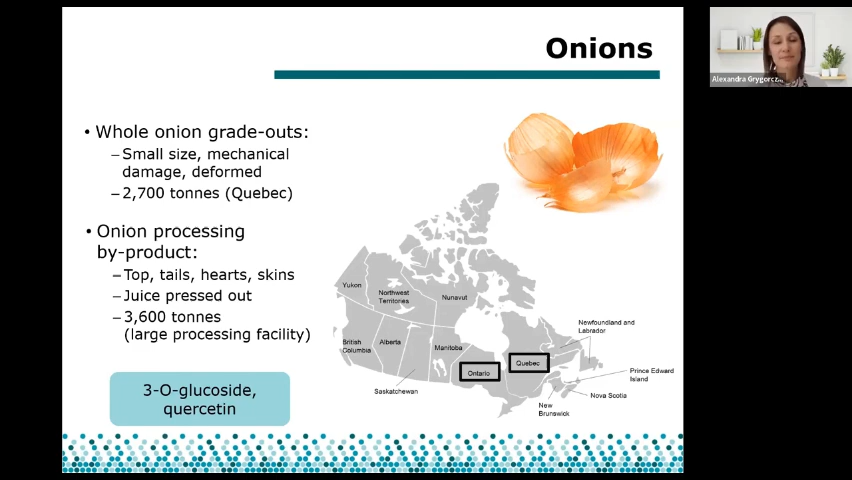 Onions
• Whole onion grade-outs:
– Small size, mechanical
damage, deformed
– 2,700 tonnes (Quebec)
• Onion processing
by-product:
– Top, tails, hearts, skins
– Juice pressed out
– 3,600 tonnes
(large processing facility)
3-O-glucoside,
quercetin
Yukon
Northwest
Territories
Nunavut
British
Columbia
Alberta
Saskatchewan
Manitoba
Ontario
Quebec
Newfoundland and
Labrador
Prince Edward
Island
Nova Scotia
New
Brunswick
Alexandra